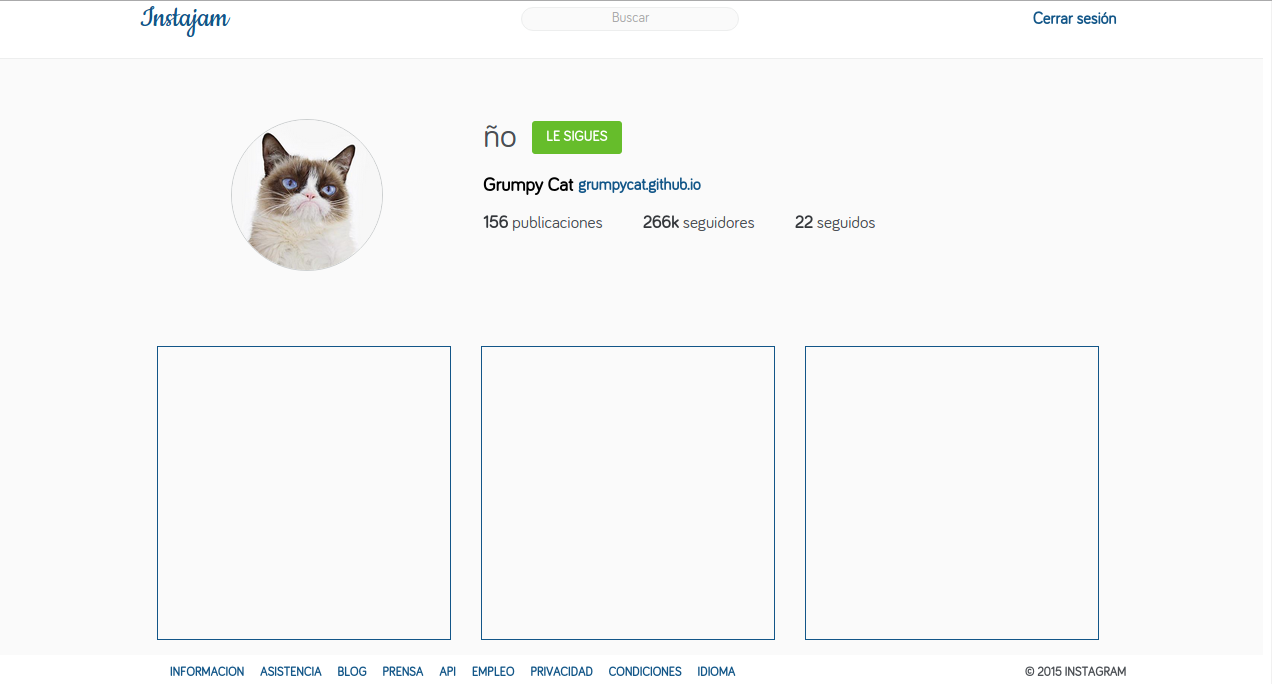 Instajam Buscar Cerrar sesión
ño LE SIGUES
Grumpy Cat grumpycat.github.io
156 publicaciones 266k seguidores 22 seguidos
INFORMACION ASISTENCIA BLOG PRENSA API EMPLEO PRIVACIDAD CONDICIONES IDIOMA © 2015 INSTAGRAM